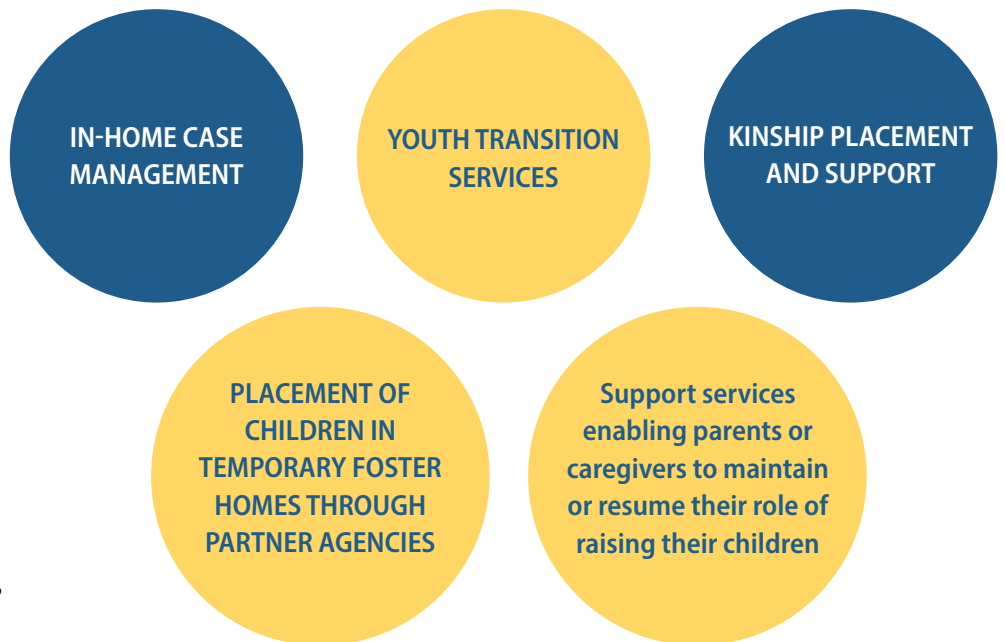 IN-HOME CASE
MANAGEMENT
YOUTH TRANSITION
SERVICES
KINSHIP PLACEMENT
AND SUPPORT
PLACEMENT OF
CHILDREN IN
TEMPORARY FOSTER
HOMES THROUGH
PARTNER AGENCIES
Support services
enabling parents or
caregivers to maintain
or resume their role of
raising their children